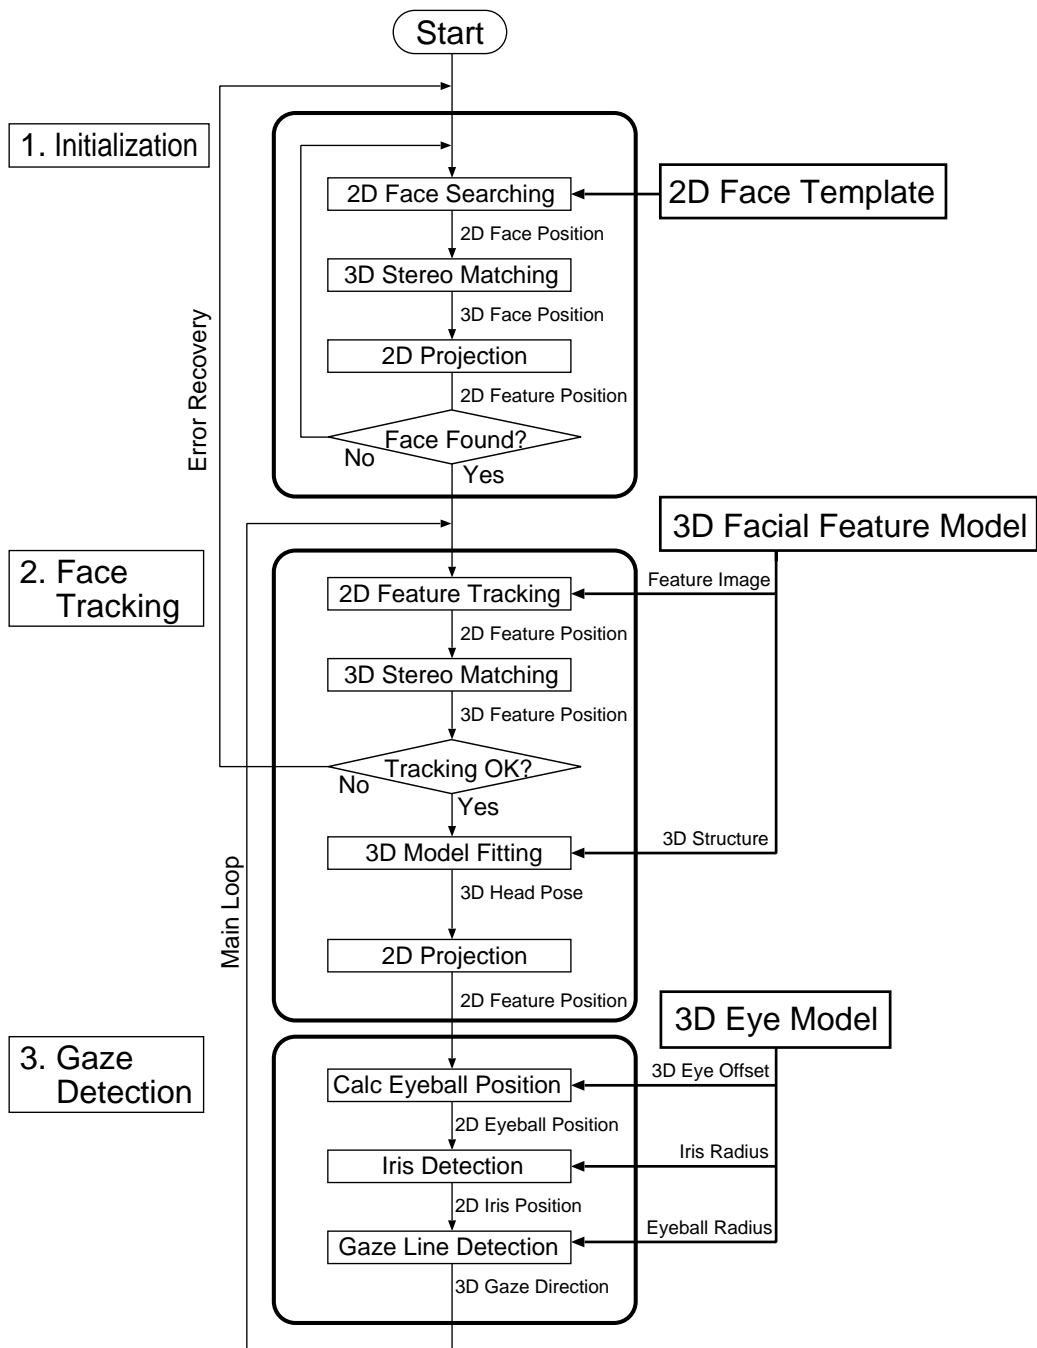 Start
1. Initialization
2D Face Searching
2D Face Template
2D Face Position
3D Stereo Matching
3D Face Position
2D Projection
2D Feature Position
Face Found?
No
Yes
Error Recovery
3D Facial Feature Model
2. Face
Tracking
Feature Image
2D Feature Tracking
2D Feature Position
3D Stereo Matching
3D Feature Position
Tracking OK?
No
Yes
3D Structure
3D Model Fitting
3D Head Pose
Main Loop
2D Projection
2D Feature Position
3D Eye Model
3. Gaze
Detection
3D Eye Offset
Calc Eyeball Position
2D Eyeball Position
Iris Radius
Iris Detection
2D Iris Position
Eyeball Radius
Gaze Line Detection
3D Gaze Direction